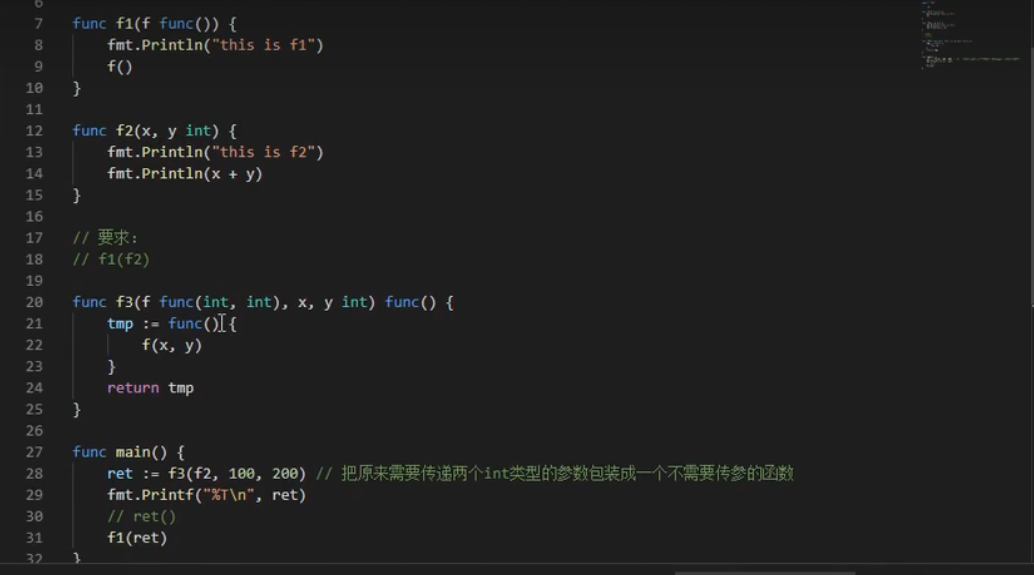 6
7 func f1(f func()) {
8 fmt.Println("this is f1")
9 f()
10 }
11
12 func f2(x, y int) {
13 fmt.Println("this is f2")
14 fmt.Println(x + y)
15 }
16
17 // 要求:
18 // f1(f2)
19
20 func f3(f func(int, int), x, y int) func() {
21 tmp := func() {
22 f(x, y)
23 }
24 return tmp
25 }
26
27 func main() {
28 ret := f3(f2, 100, 200) // 把原来需要传递两个int类型的参数包装成一个不需要传参的函数
29 fmt.Printf("%T\n", ret)
30 // ret()
31 f1(ret)
32 }